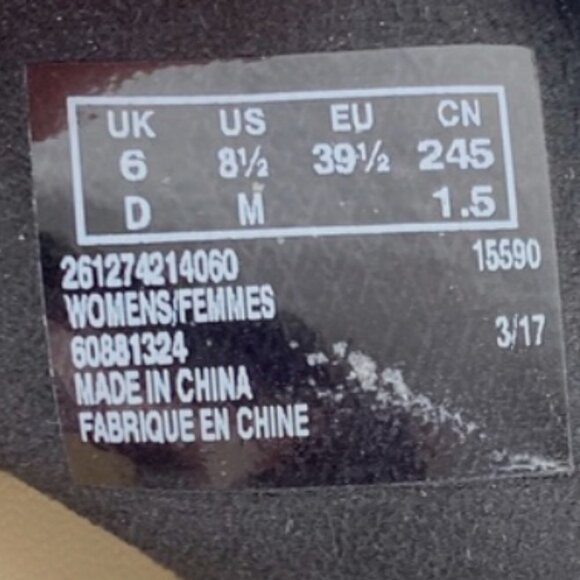 UK US EU CN
6 8½ 39½ 245
D M 1.5
261274214060 15590
WOMENS/FEMMES
60881324 3/17
MADE IN CHINA
FABRIQUE EN CHINE